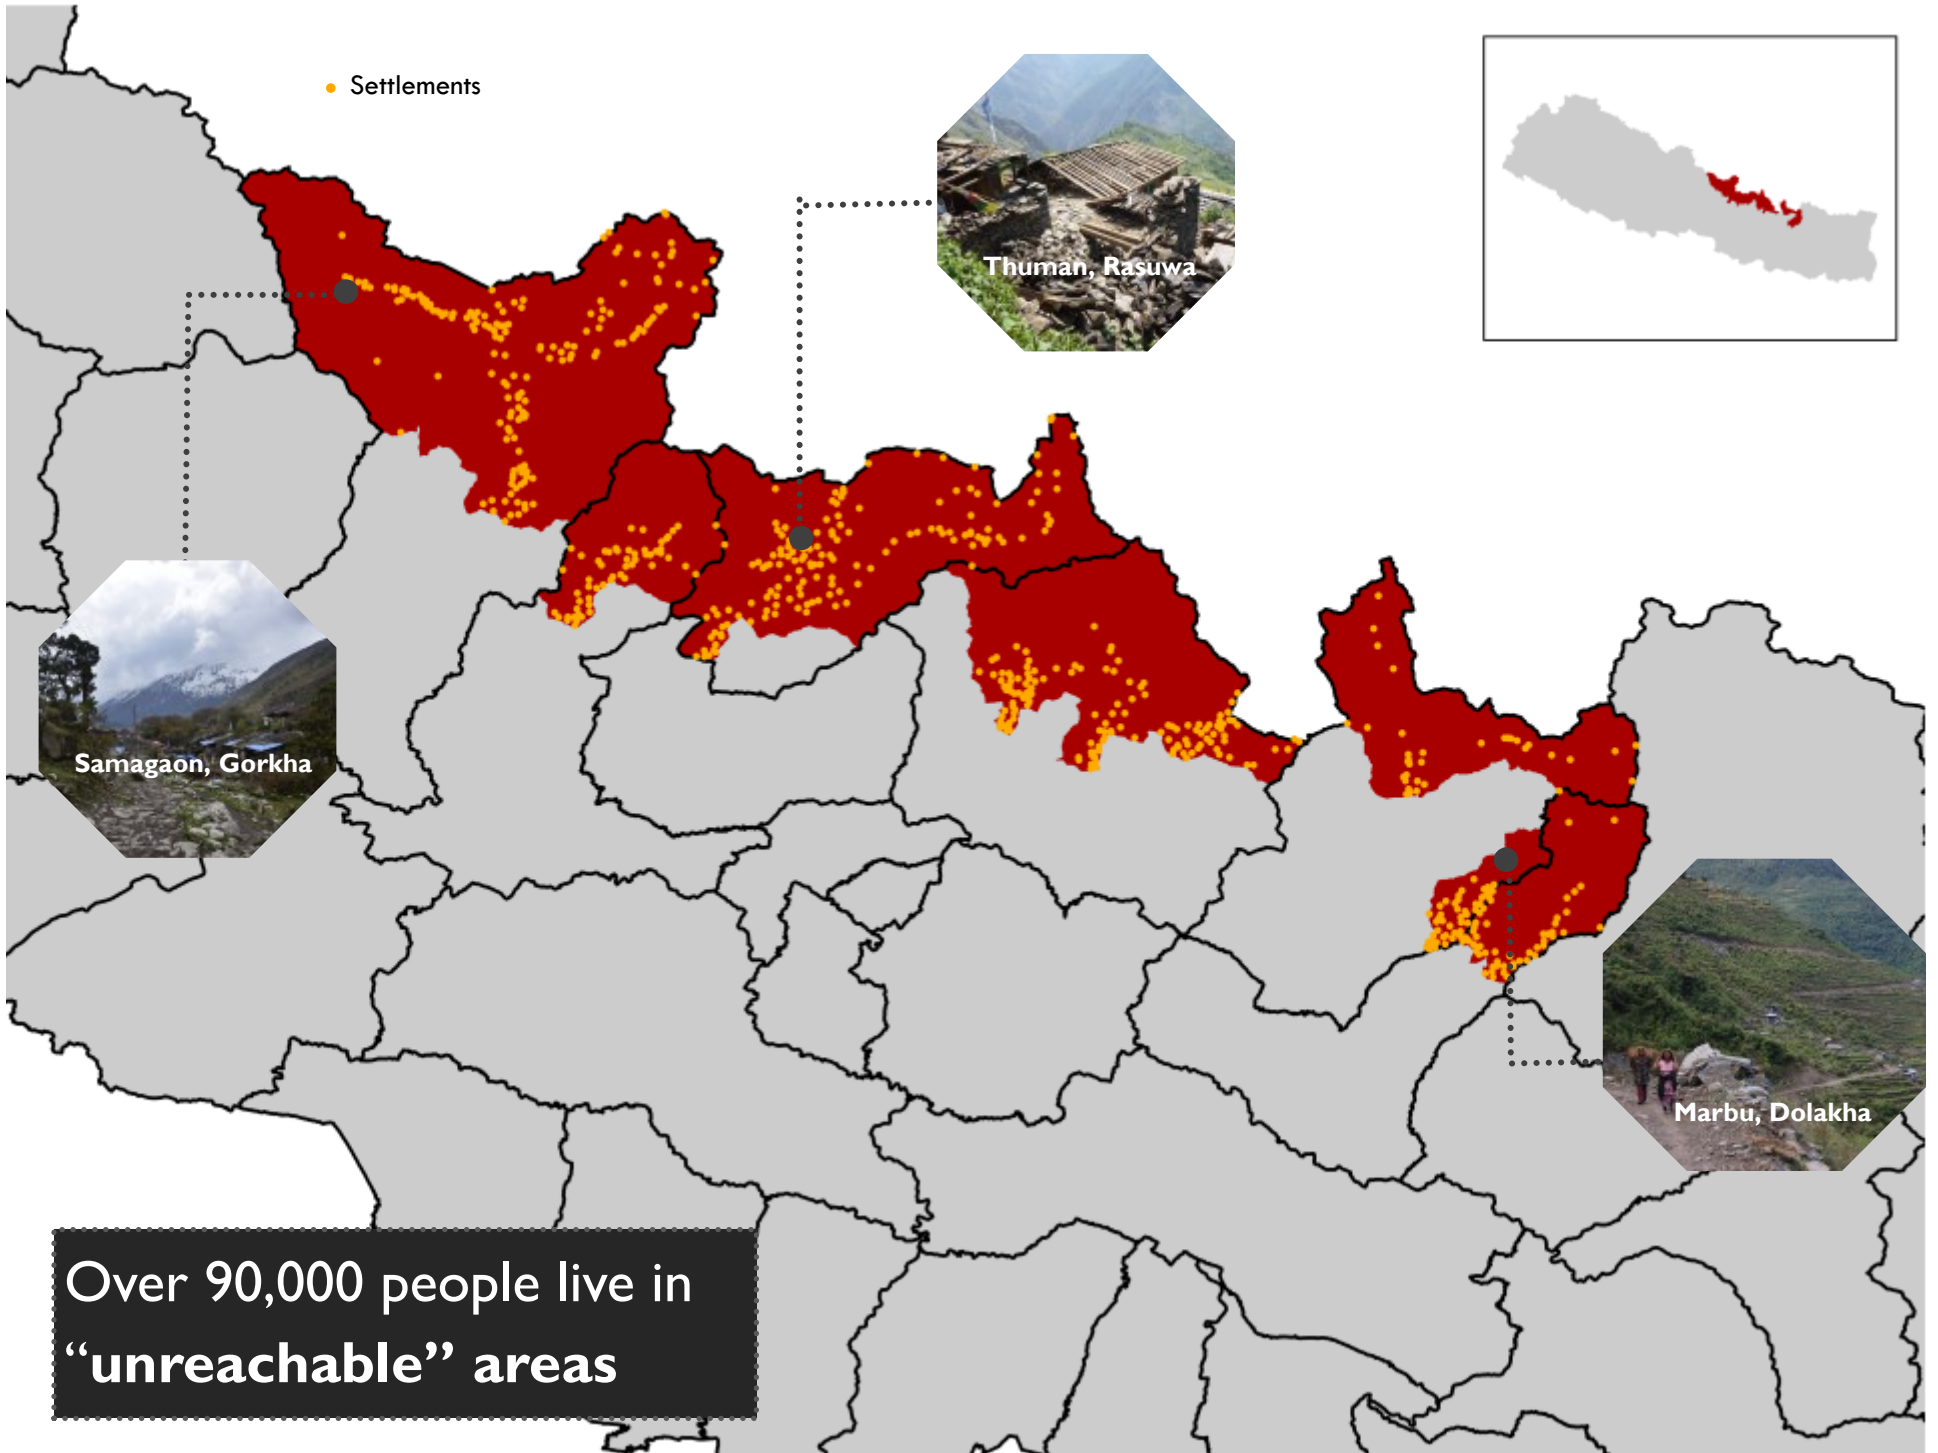 Settlements
Thuman, Rasuwa
Samagaon, Gorkha
Marbu, Dolakha
Over 90,000 people live in
“unreachable” areas